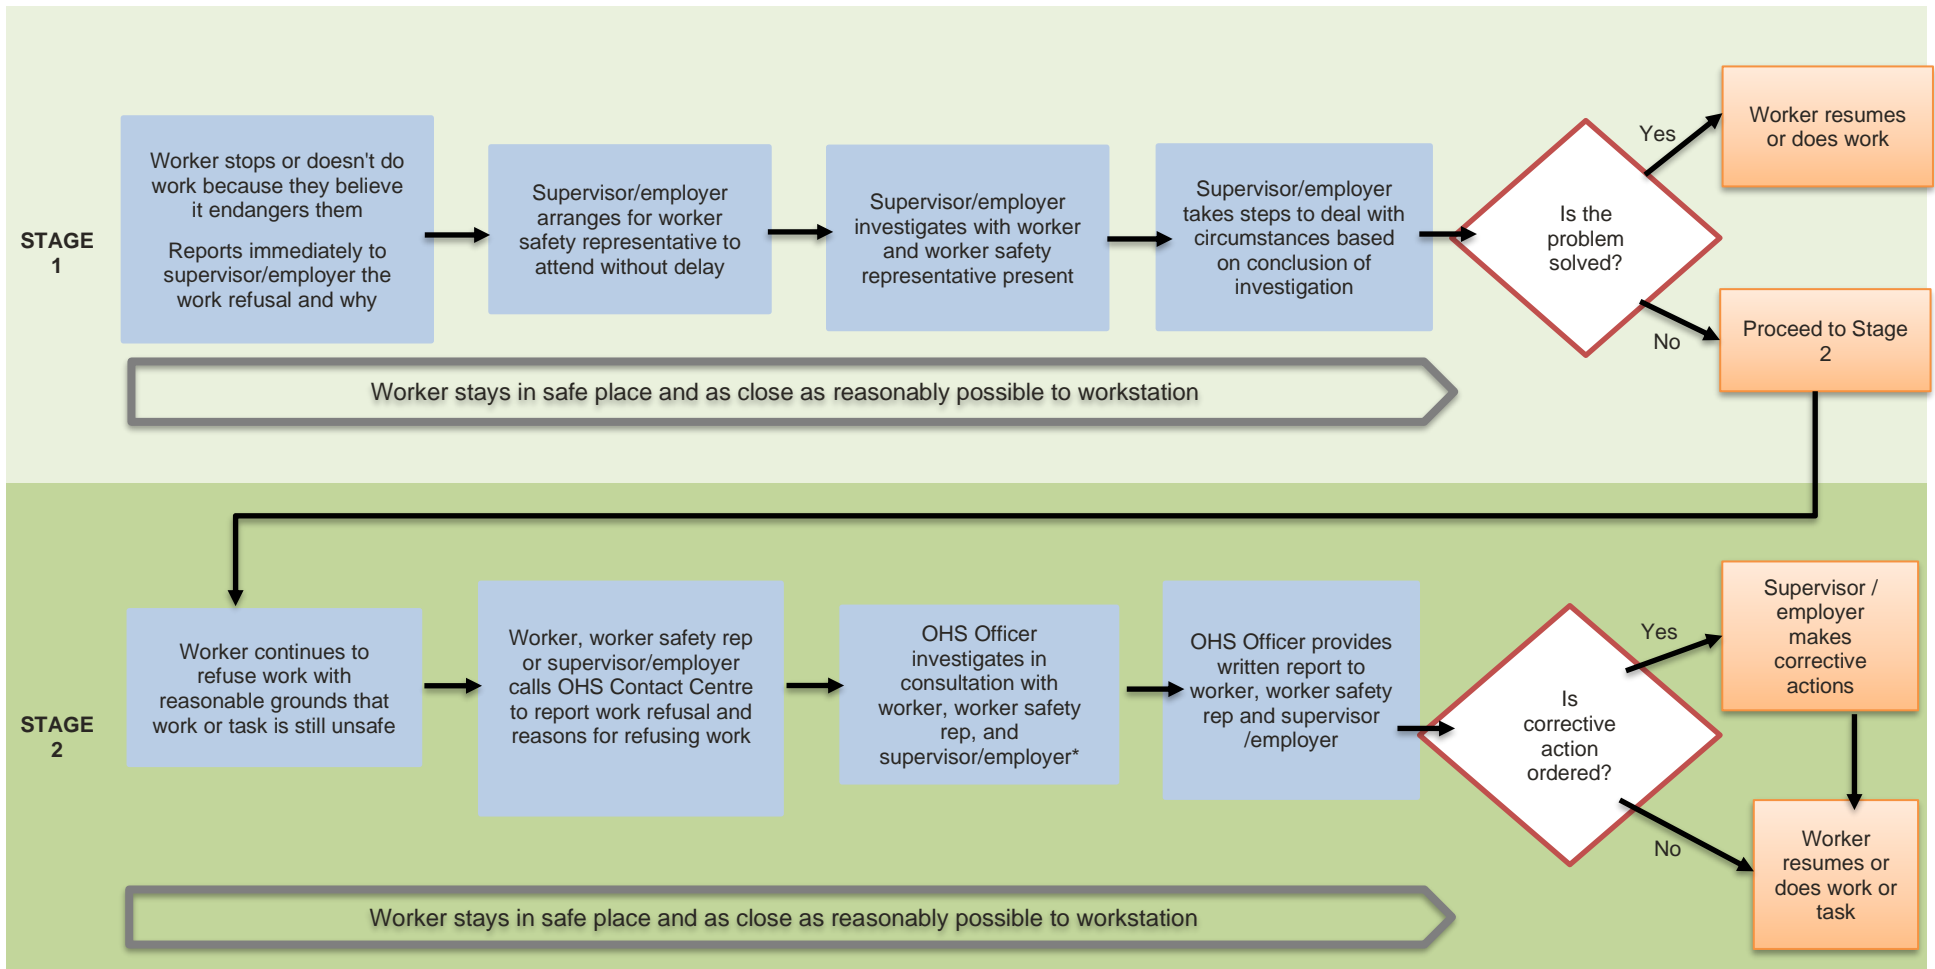 STAGE
1
Worker stops or doesn't do
work because they believe
it endangers them
Reports immediately to
supervisor/employer the
work refusal and why
Supervisor/employer
arranges for worker
safety representative to
attend without delay
Supervisor/employer
investigates with worker
and worker safety
representative present
Supervisor/employer
takes steps to deal with
circumstances based
on conclusion of
investigation
Is the
problem
solved?
Yes
Worker resumes
or does work
No
Proceed to Stage
2
Worker stays in safe place and as close as reasonably possible to workstation
STAGE
2
Worker continues to
refuse work with
reasonable grounds that
work or task is still unsafe
Worker, worker safety rep
or supervisor/employer
calls OHS Contact Centre
to report work refusal and
reasons for refusing work
OHS Officer
investigates in
consultation with
worker, worker safety
rep, and
supervisor/employer*
OHS Officer provides
written report to
worker, worker safety
rep and supervisor
/employer
Is
corrective
action
ordered?
Yes
Supervisor /
employer
makes
corrective
actions
No
Worker
resumes or
does work or
task
Worker stays in safe place and as close as reasonably possible to workstation